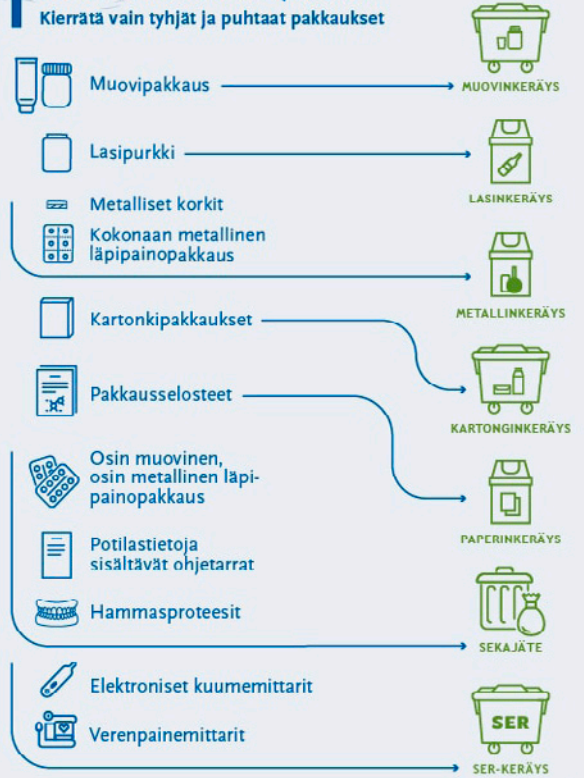 Kierrätä vain tyhjät ja puhtaat pakkaukset
Muovipakkaus
MUOVINKERÄYS
Lasipurkki
LASINKERÄYS
Metalliset korkit
Kokonaan metallinen
läpipainopakkaus
METALLINKERÄYS
Kartonkipakkaukset
KARTONGINKERÄYS
Pakkausselosteet
PAPERINKERÄYS
Osin muovinen,
osin metallinen läpi-
painopakkaus
Potilastietoja
sisältävät ohjetarrat
Hammasproteesit
SEKAJÄTE
Elektroniset kuumemittarit
Verenpainemittarit
SER
SER-KERÄYS